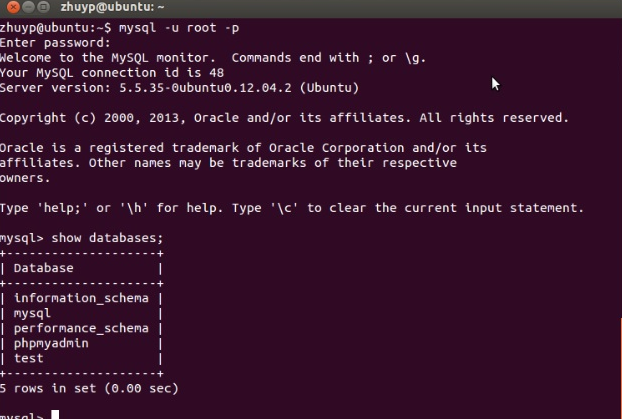 zhuyp@ubuntu: ~
zhuyp@ubuntu:~$ mysql -u root -p
Enter password:
Welcome to the MySQL monitor.  Commands end with ; or \g.
Your MySQL connection id is 48
Server version: 5.5.35-0ubuntu0.12.04.2 (Ubuntu)
Copyright (c) 2000, 2013, Oracle and/or its affiliates. All rights reserved.
Oracle is a registered trademark of Oracle Corporation and/or its
affiliates. Other names may be trademarks of their respective
owners.
Type 'help;' or '\h' for help. Type '\c' to clear the current input statement.
mysql> show databases;
+--------------------+
| Database           |
+--------------------+
| information_schema |
| mysql              |
| performance_schema |
| phpmyadmin         |
| test               |
+--------------------+
5 rows in set (0.00 sec)
mysql>